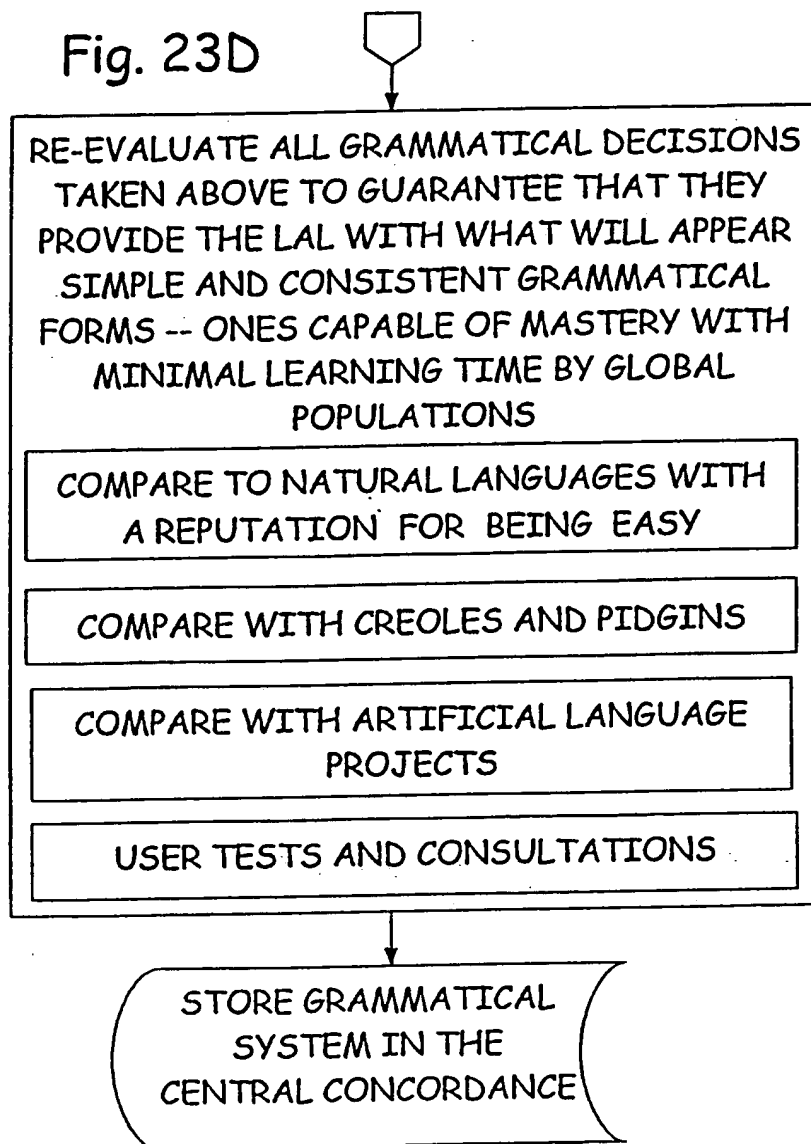 Fig. 23D
RE-EVALUATE ALL GRAMMATICAL DECISIONS
TAKEN ABOVE TO GUARANTEE THAT THEY
PROVIDE THE LAL WITH WHAT WILL APPEAR
SIMPLE AND CONSISTENT GRAMMATICAL
FORMS -- ONES CAPABLE OF MASTERY WITH
MINIMAL LEARNING TIME BY GLOBAL
POPULATIONS
COMPARE TO NATURAL LANGUAGES WITH
A REPUTATION FOR BEING EASY
COMPARE WITH CREOLES AND PIDGINS
COMPARE WITH ARTIFICIAL LANGUAGE
PROJECTS
USER TESTS AND CONSULTATIONS
STORE GRAMMATICAL
SYSTEM IN THE
CENTRAL CONCORDANCE